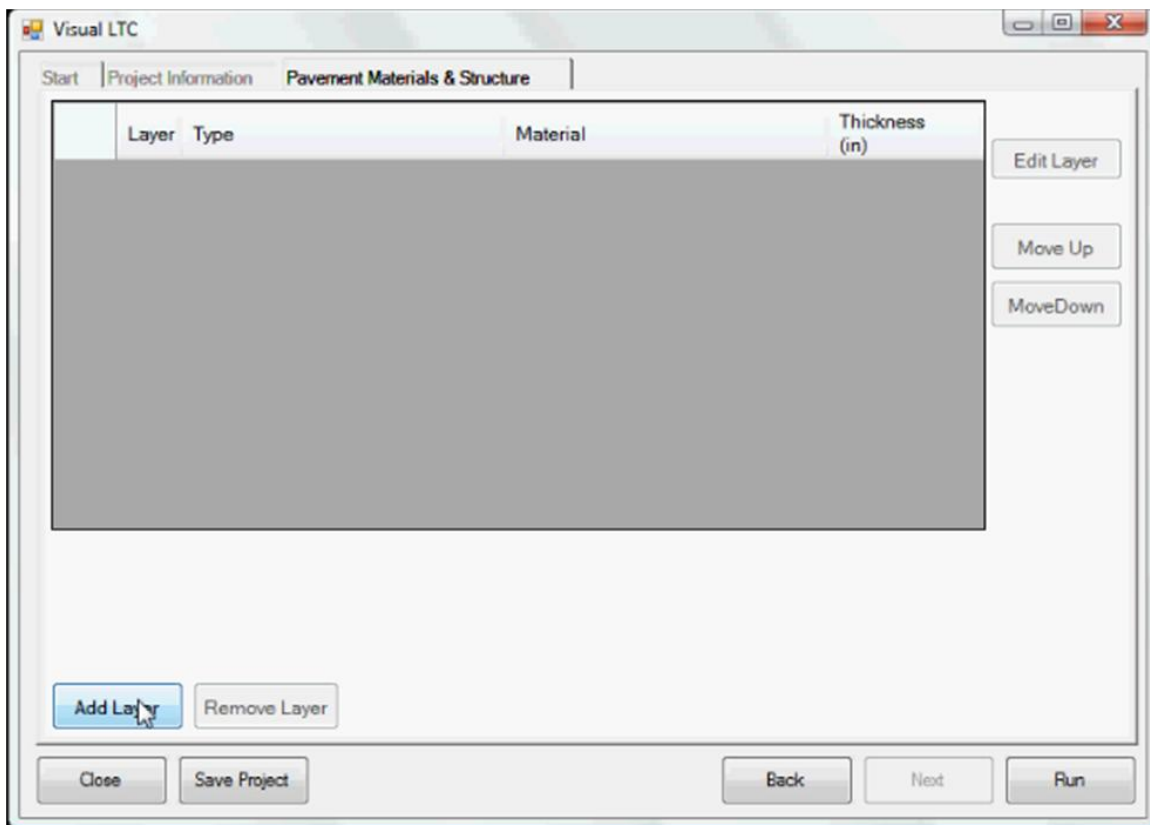 Visual LTC
Start Project Information Pavement Materials & Structure
Layer Type Material Thickness (in)
Edit Layer
Move Up
MoveDown
Add Layer Remove Layer
Close Save Project Back Next Run